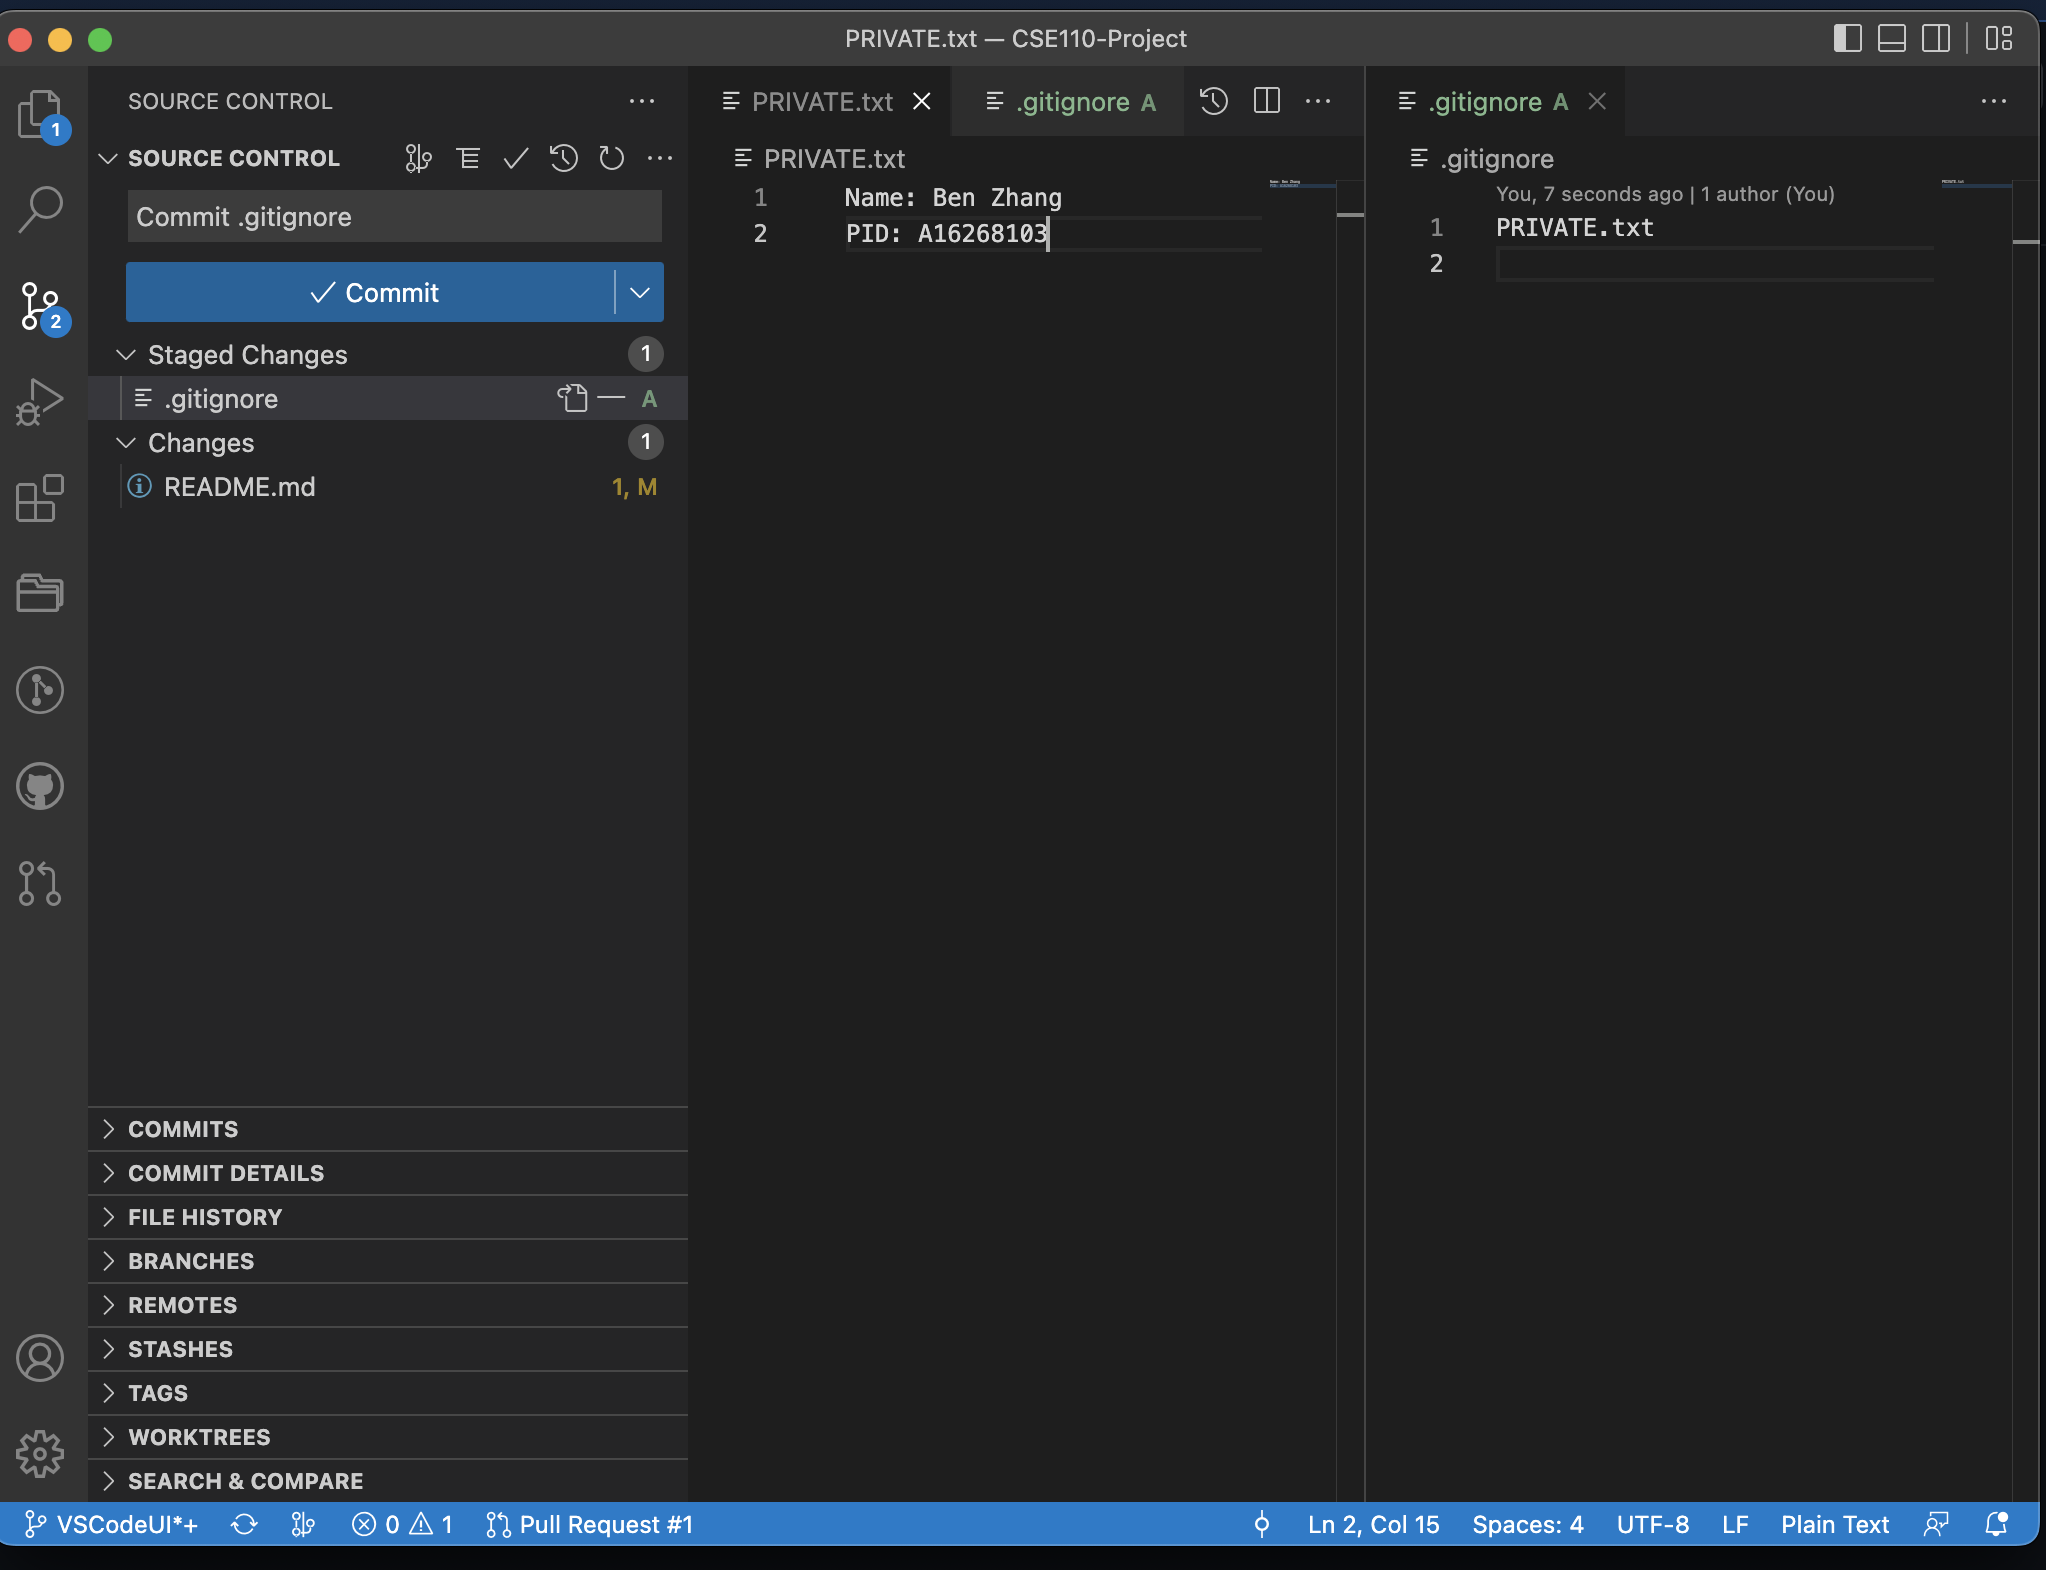 PRIVATE.txt — CSE110-Project
1
2
SOURCE CONTROL
SOURCE CONTROL
Commit .gitignore
Commit
Staged Changes 1
.gitignore A
Changes 1
README.md 1, M
COMMITS
COMMIT DETAILS
FILE HISTORY
BRANCHES
REMOTES
STASHES
TAGS
WORKTREES
SEARCH & COMPARE
PRIVATE.txt .gitignore A
PRIVATE.txt
1 Name: Ben Zhang
2 PID: A16268103
.gitignore A
.gitignore
You, 7 seconds ago | 1 author (You)
1 PRIVATE.txt
2
VSCodeUI*+ 0 1 Pull Request #1 Ln 2, Col 15 Spaces: 4 UTF-8 LF Plain Text